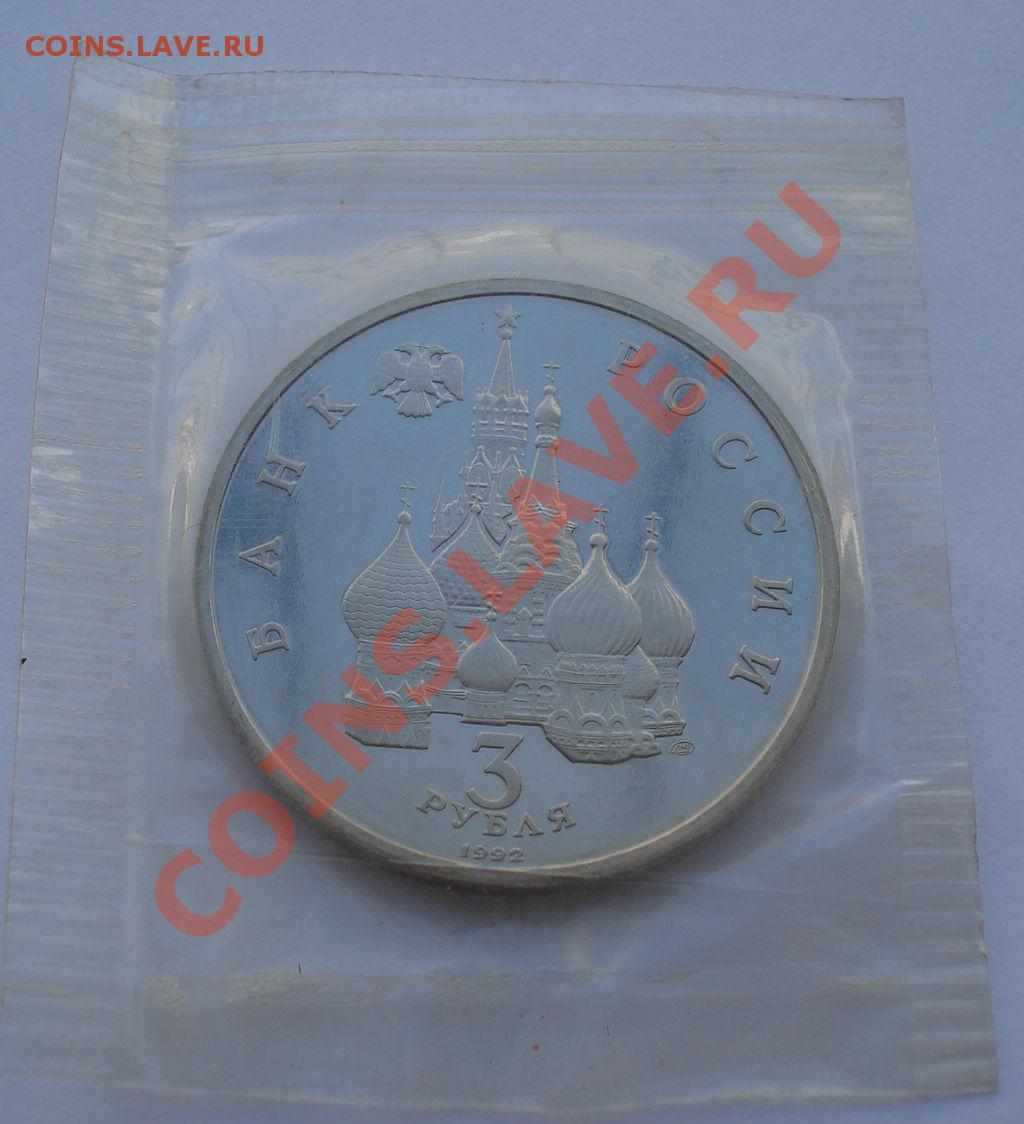 COINS.LAVE.RU
БАНК РОССИИ
3
РУБЛЯ
1992
COINS.LAVE.RU